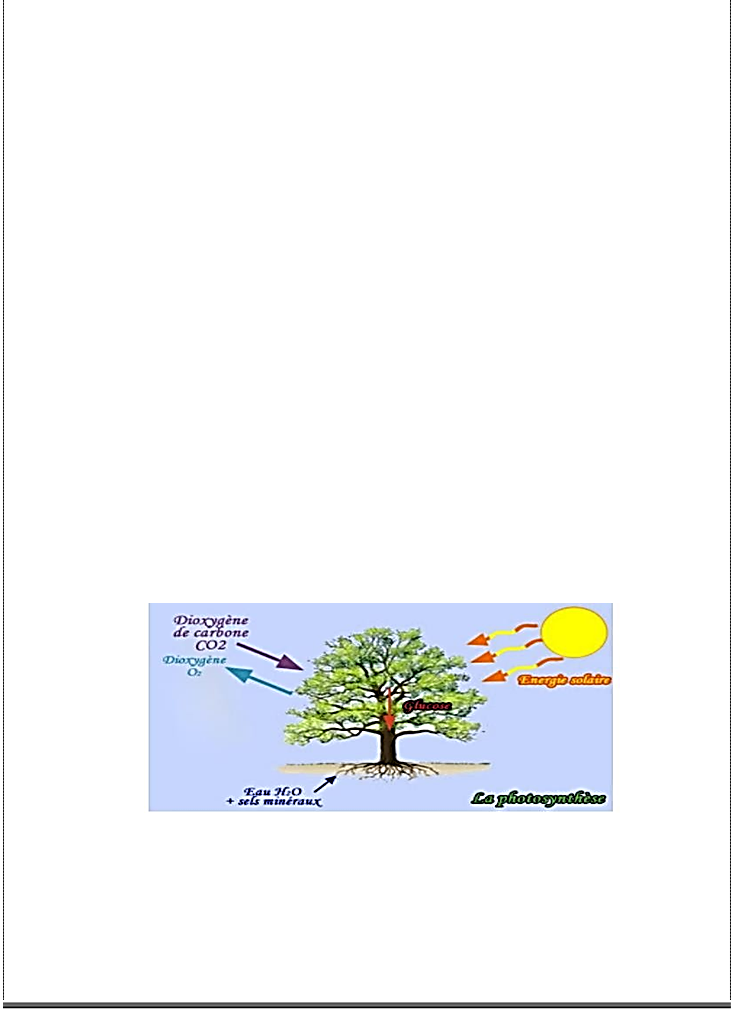 Dioxygène
de carbone
CO2
Dioxygène
O₂
Energie solaire
Glucose
Eau H₂O
+ sels minéraux
La photosynthèse